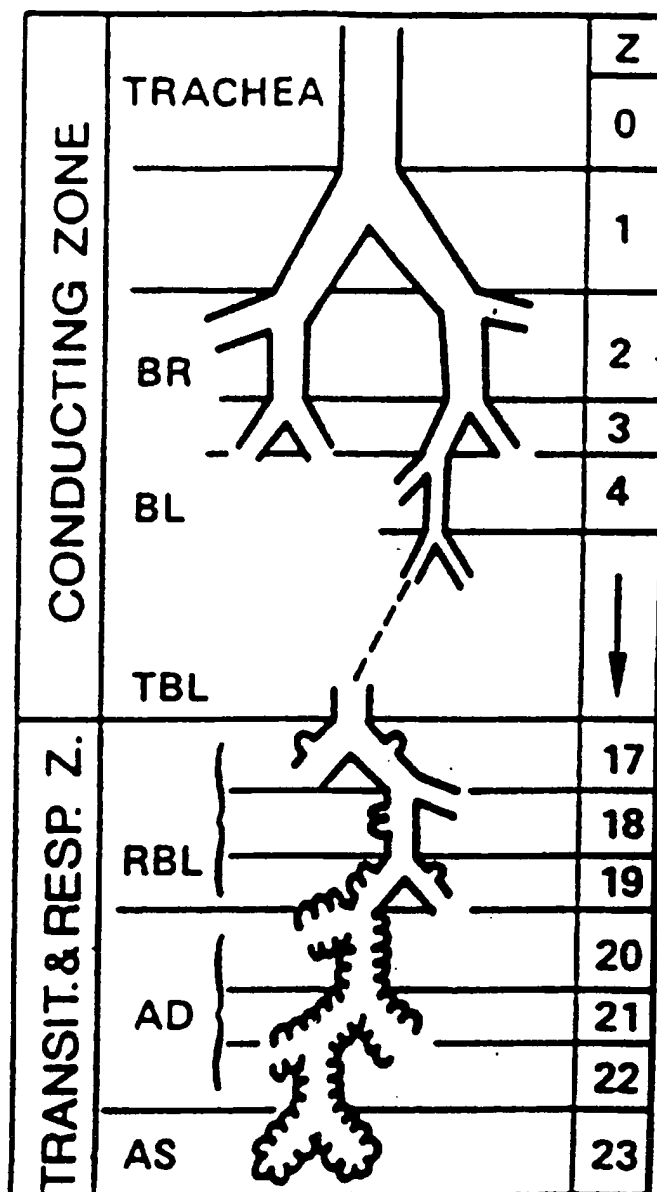 Z
TRACHEA
0
CONDUCTING ZONE
1
BR
2
3
BL
4
TBL
TRANSIT. & RESP. Z.
17
18
RBL
19
20
AD
21
22
AS
23